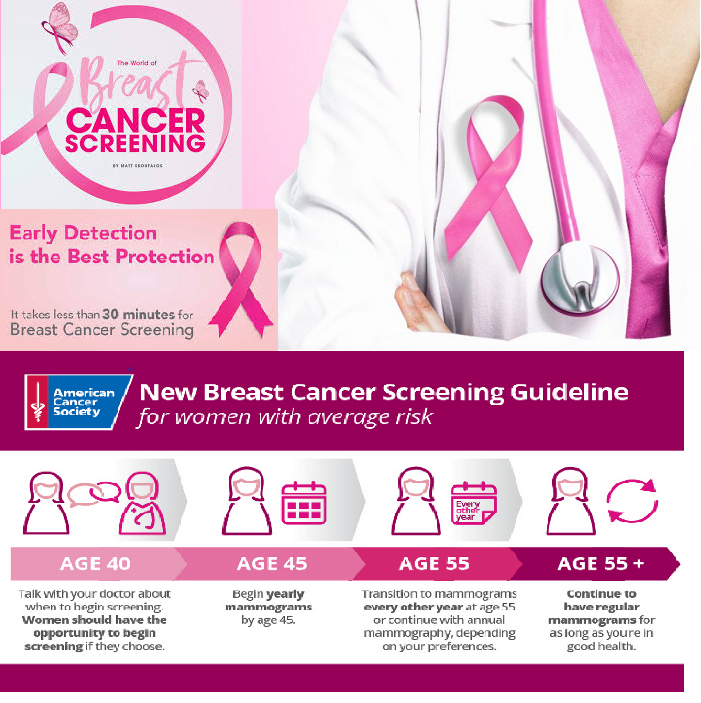 The World of
Breast
CANCER
SCREENING
BY MATT SKOUFALOS
Early Detection
is the Best Protection
It takes less than 30 minutes for
Breast Cancer Screening
American
Cancer
Society
New Breast Cancer Screening Guideline
for women with average risk
Every
other
year
AGE 40
Talk with your doctor about
when to begin screening.
Women should have the
opportunity to begin
screening if they choose.
AGE 45
Begin yearly
mammograms
by age 45.
AGE 55
Transition to mammograms
every other year at age 55
or continue with annual
mammography, depending
on your preferences.
AGE 55 +
Continue to
have regular
mammograms for
as long as you're in
good health.